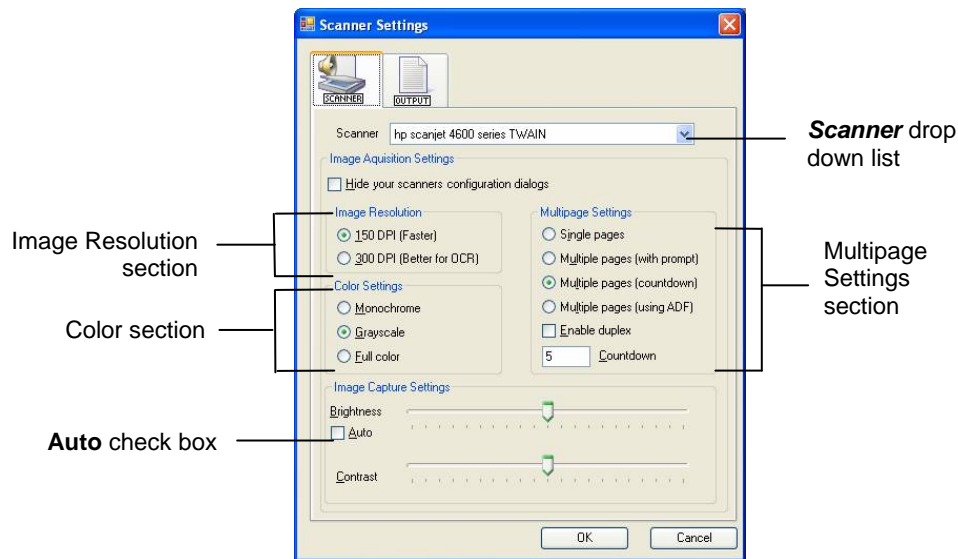 Scanner Settings
SCANNER
OUTPUT
Scanner hp scanjet 4600 series TWAIN
Scanner drop
down list
Image Aquisition Settings
Hide your scanners configuration dialogs
Image Resolution
150 DPI (Faster)
300 DPI (Better for OCR)
Image Resolution
section
Color Settings
Monochrome
Grayscale
Full color
Color section
Multipage Settings
Single pages
Multiple pages (with prompt)
Multiple pages (countdown)
Multiple pages (using ADF)
Enable duplex
5 Countdown
Multipage
Settings
section
Image Capture Settings
Brightness
Auto
Auto check box
Contrast
OK
Cancel